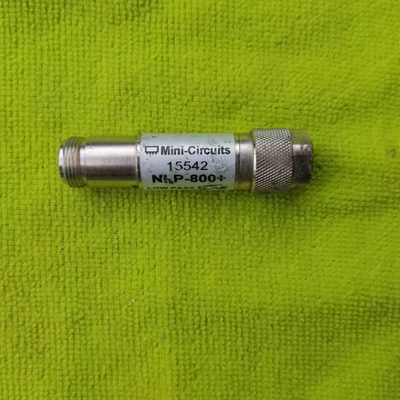 Mini-Circuits
15542
NLP-800+
LOW PASS